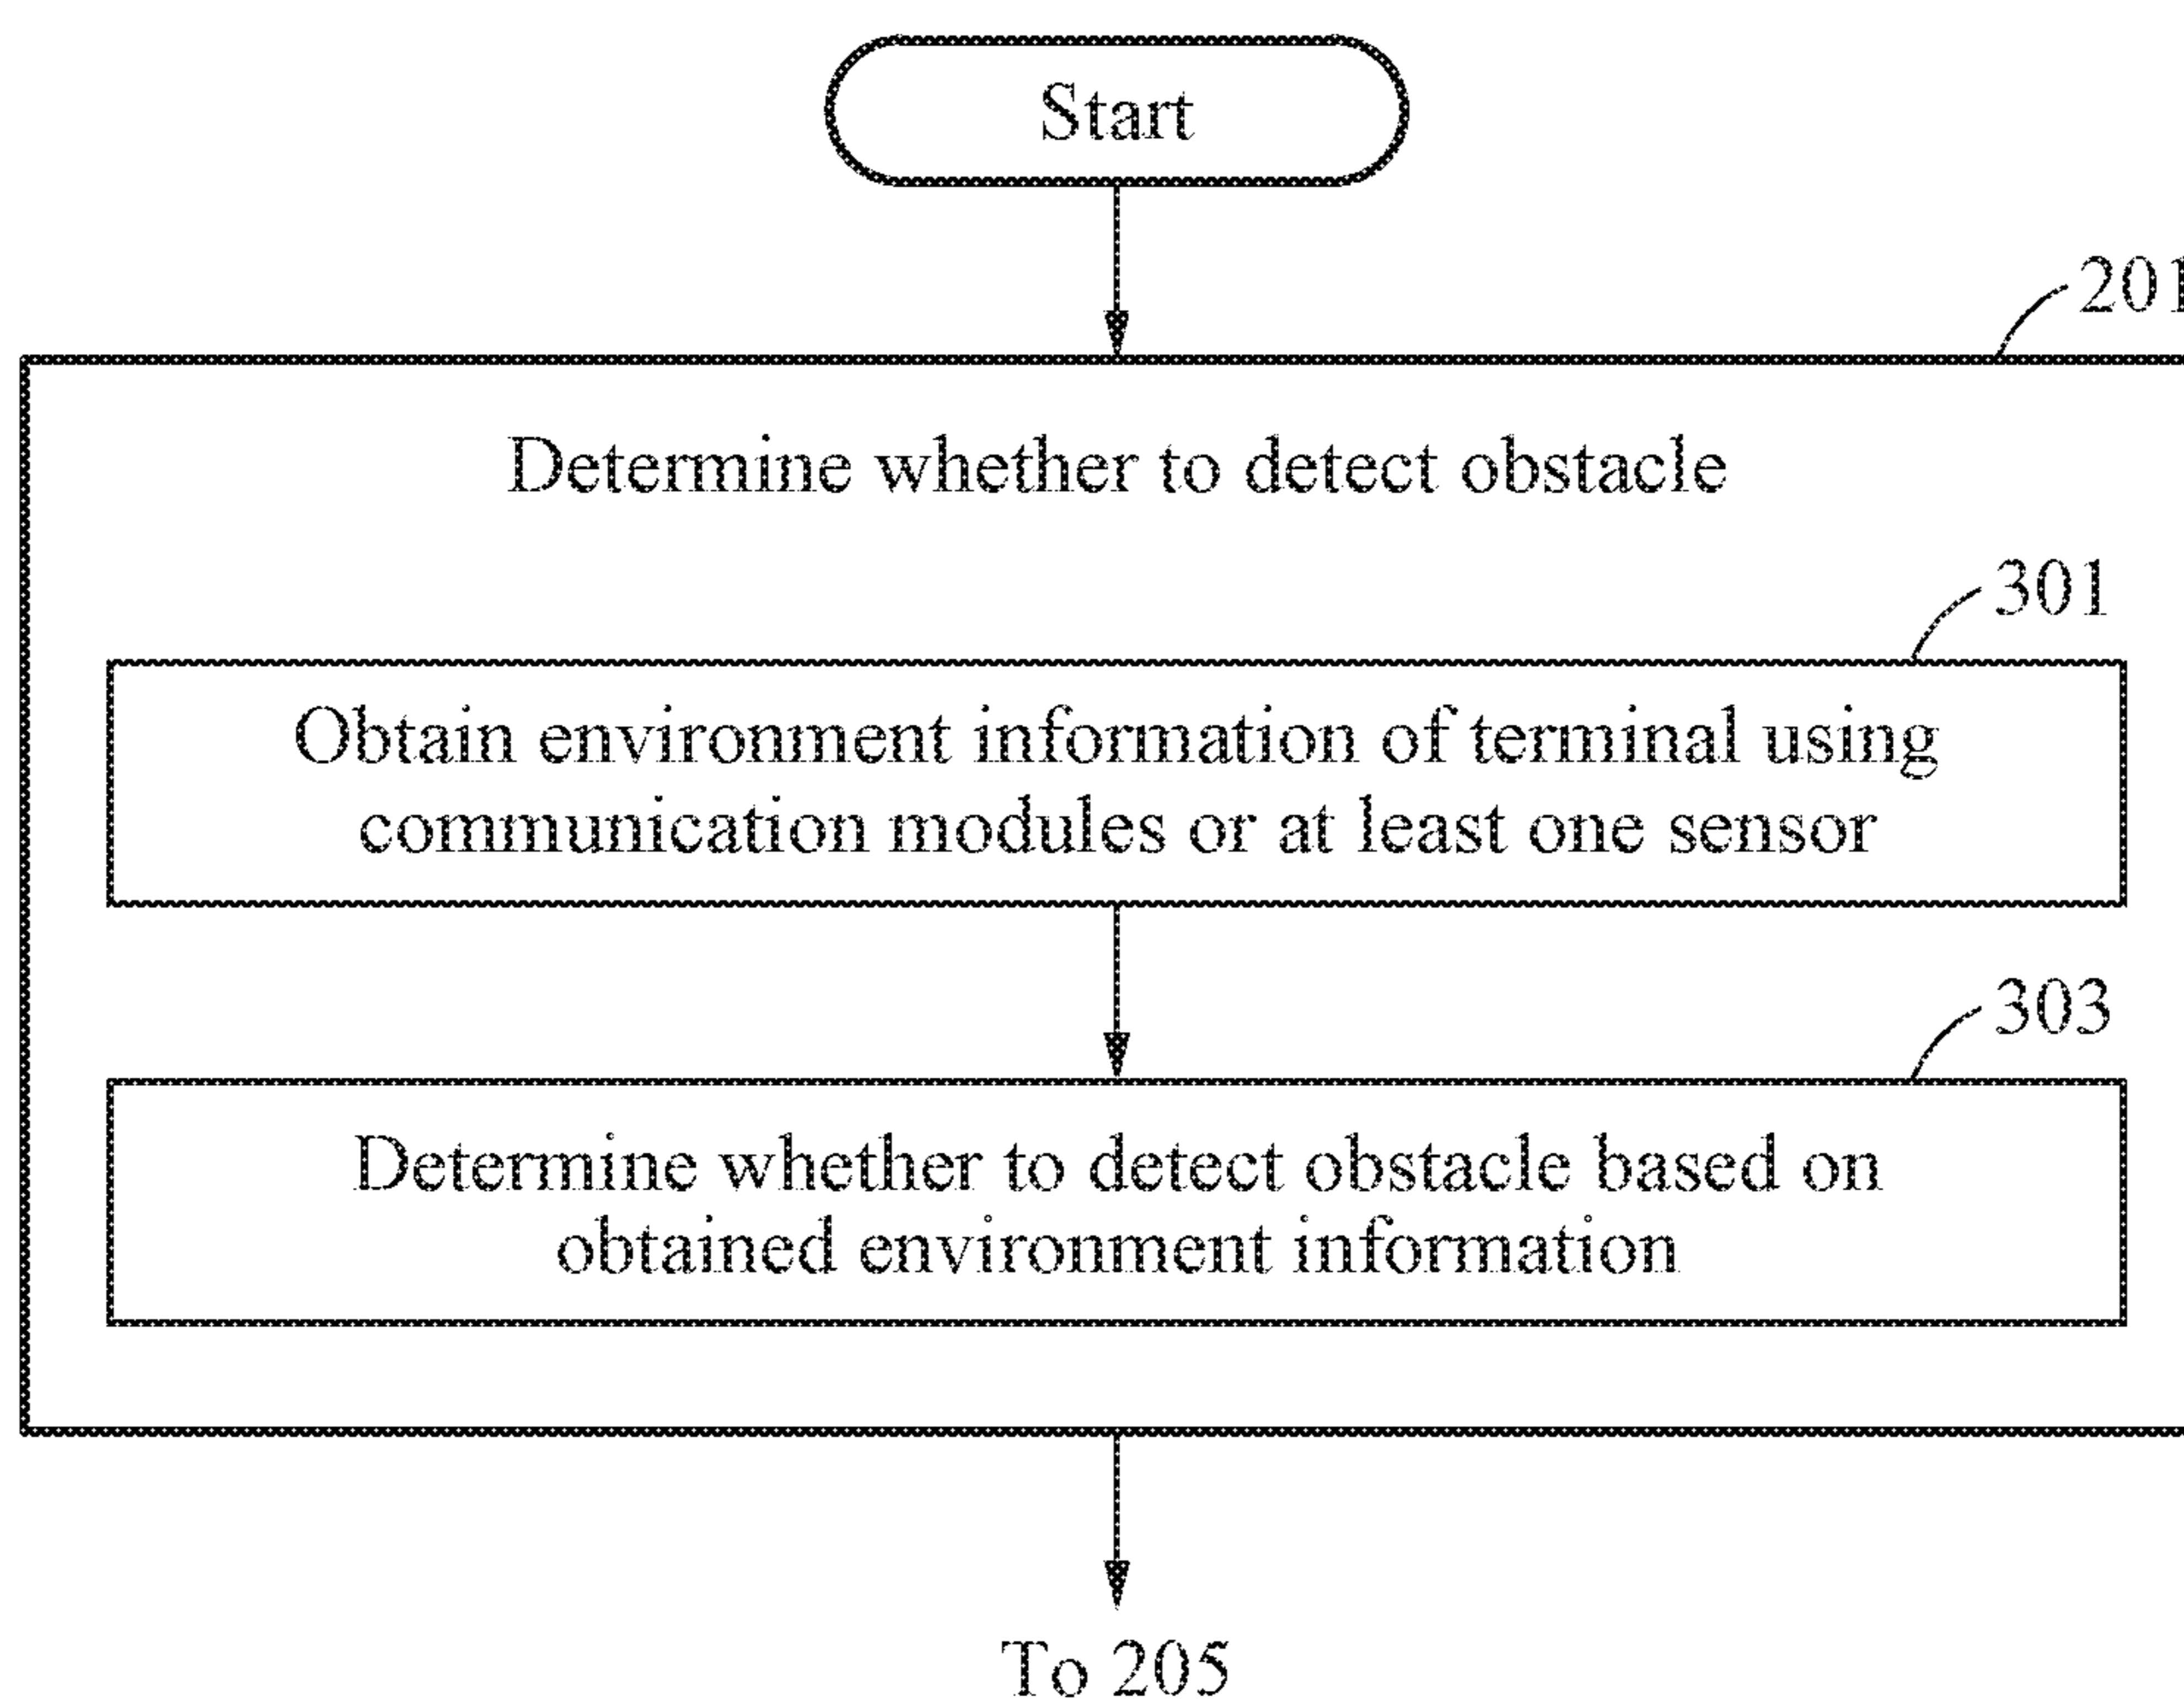 Start
201
Determine whether to detect obstacle
301
Obtain environment information of terminal using
communication modules or at least one sensor
303
Determine whether to detect obstacle based on
obtained environment information
To 205